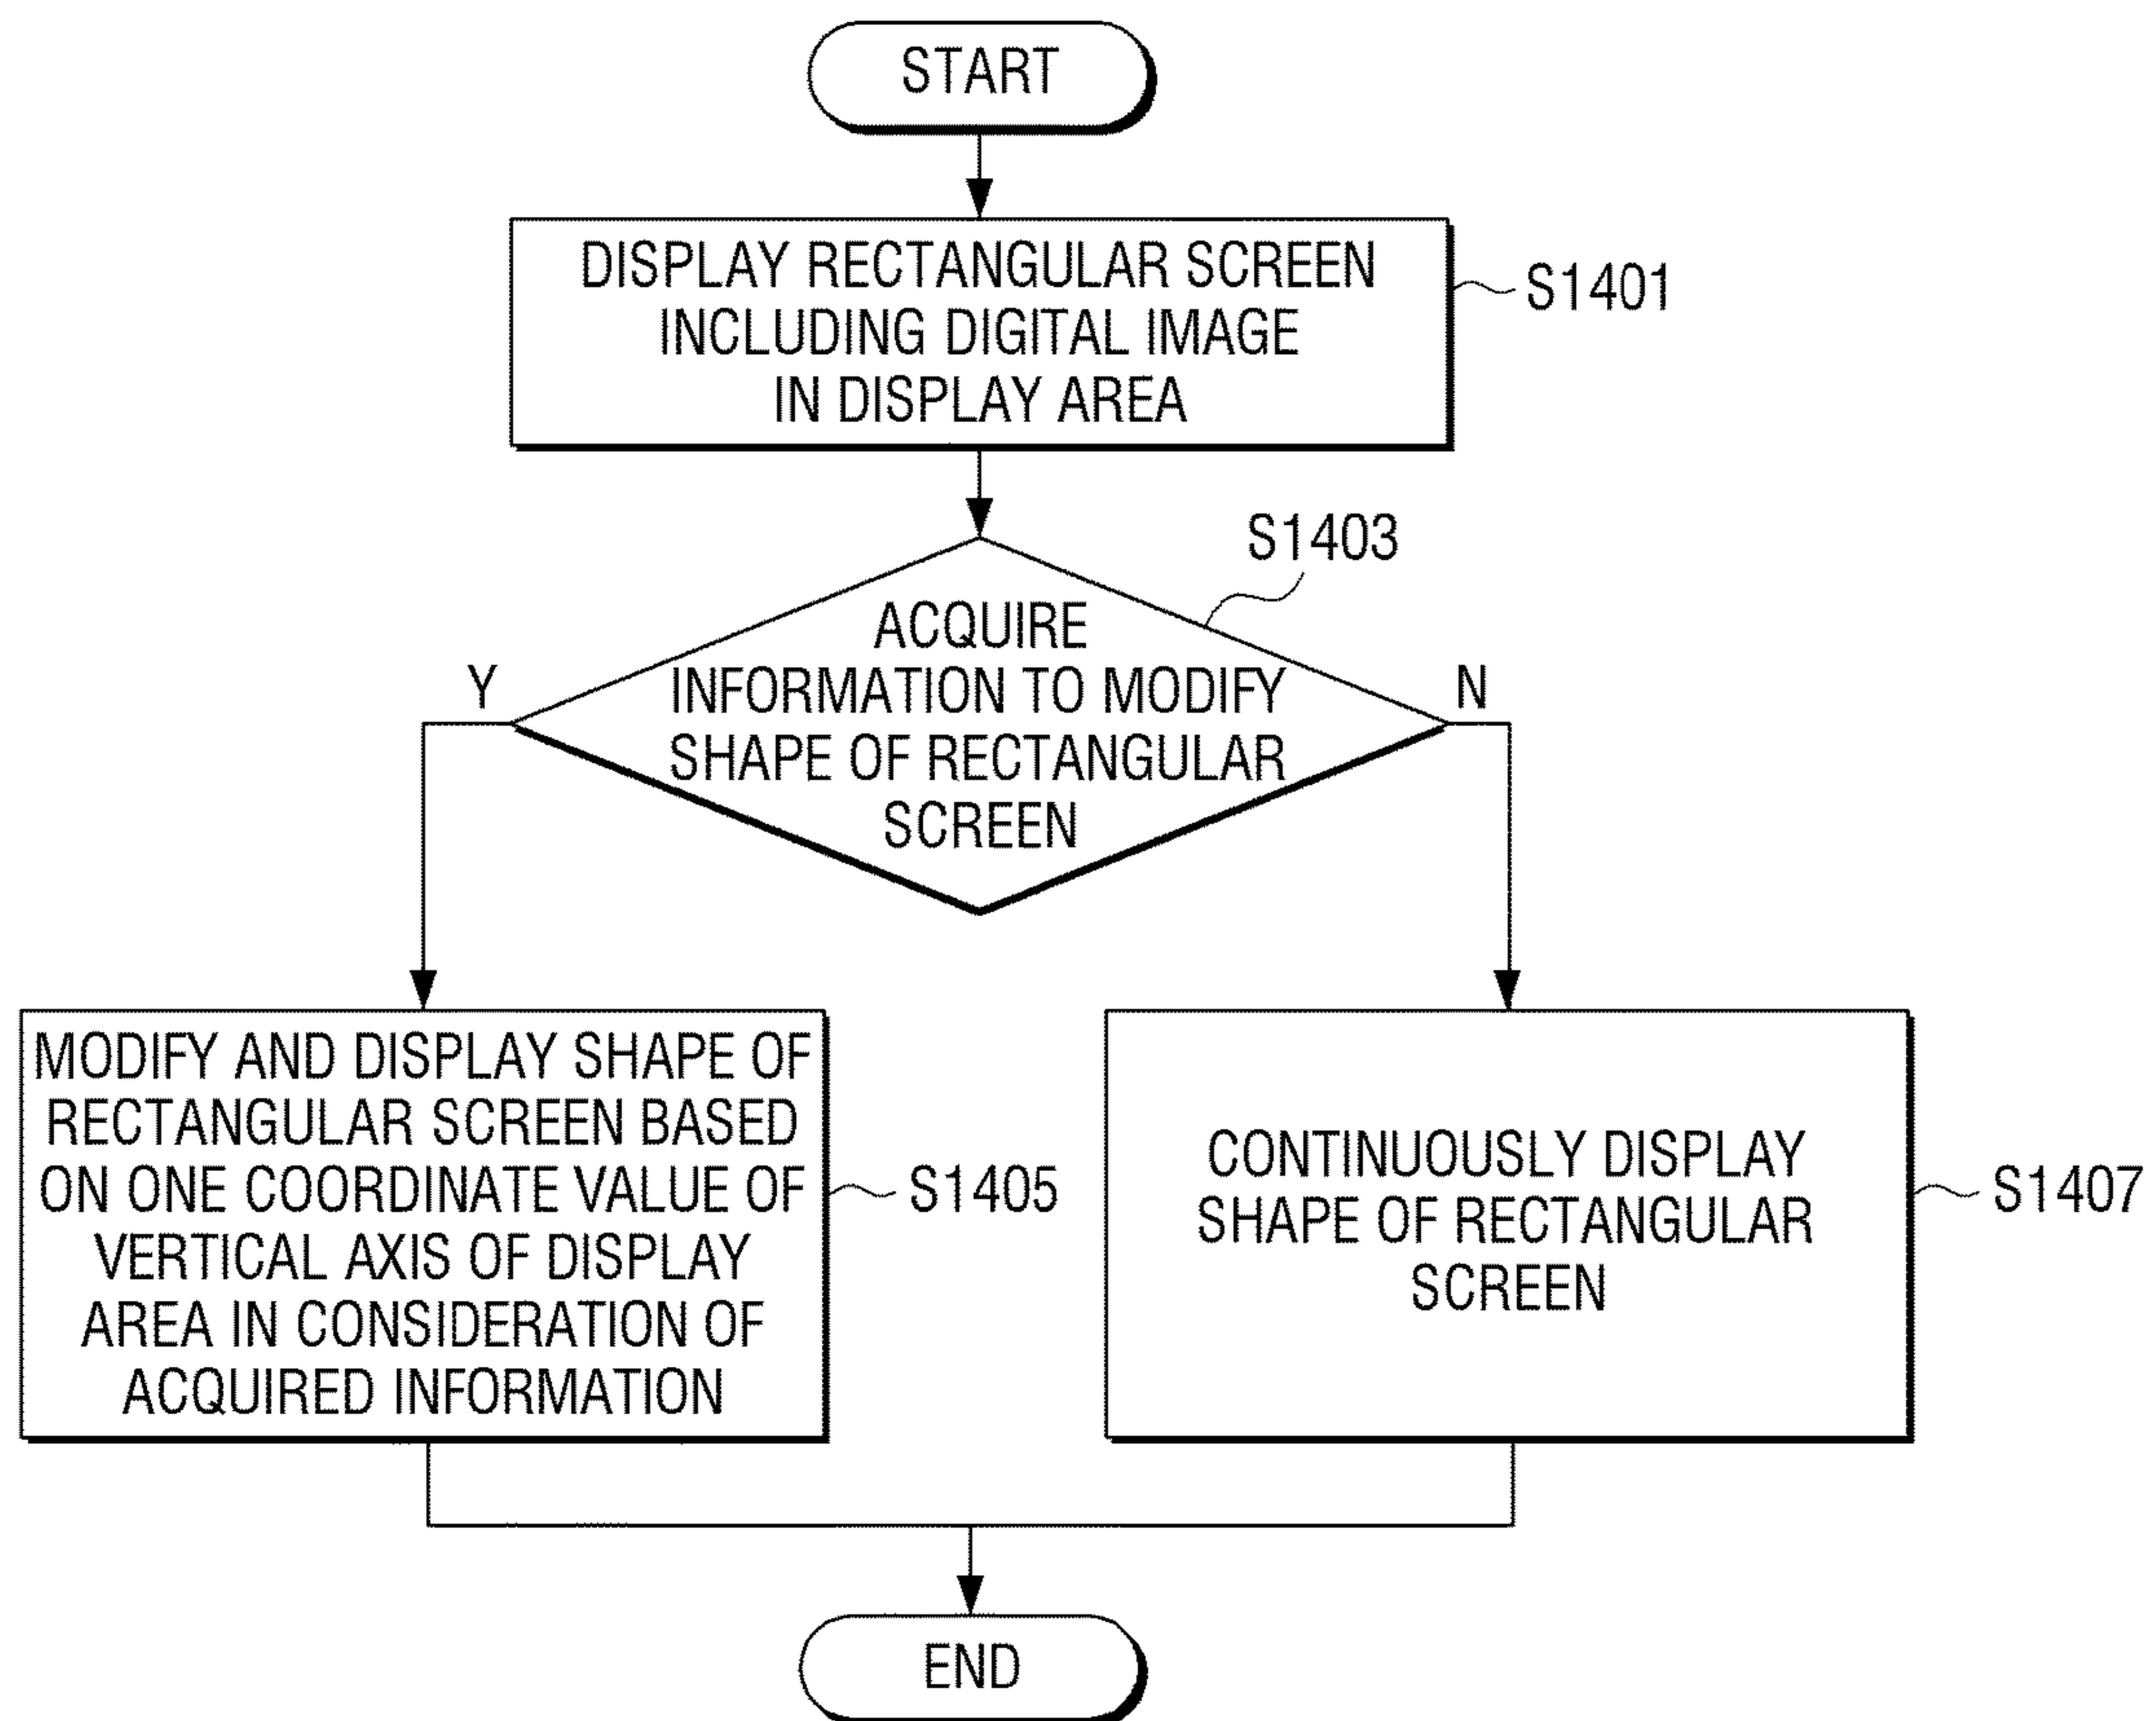 START
DISPLAY RECTANGULAR SCREEN
INCLUDING DIGITAL IMAGE
IN DISPLAY AREA
S1401
S1403
ACQUIRE
INFORMATION TO MODIFY
SHAPE OF RECTANGULAR
SCREEN
Y
N
MODIFY AND DISPLAY SHAPE OF
RECTANGULAR SCREEN BASED
ON ONE COORDINATE VALUE OF
VERTICAL AXIS OF DISPLAY
AREA IN CONSIDERATION OF
ACQUIRED INFORMATION
S1405
CONTINUOUSLY DISPLAY
SHAPE OF RECTANGULAR
SCREEN
S1407
END